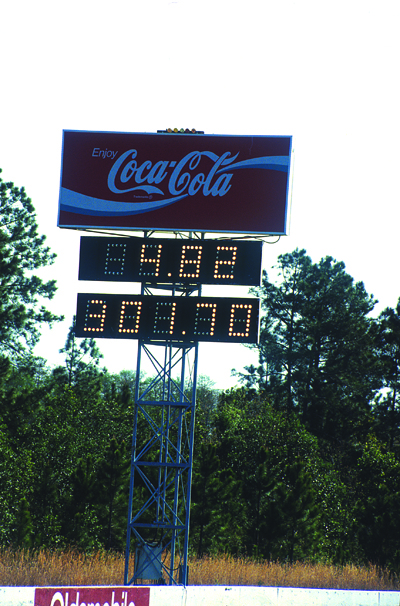 Enjoy
Coca-Cola
4.82
301.70
Oldsmobile